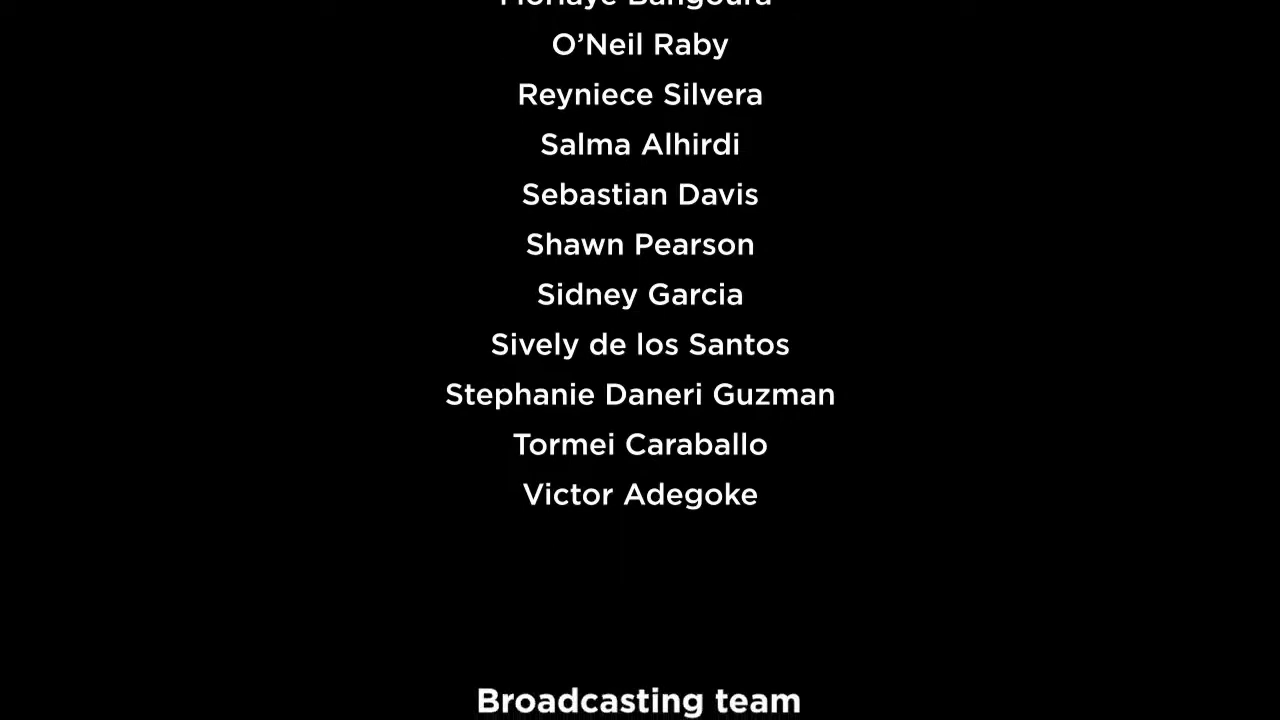 Bangoura
O’Neil Raby
Reyniece Silvera
Salma Alhirdi
Sebastian Davis
Shawn Pearson
Sidney Garcia
Sively de los Santos
Stephanie Daneri Guzman
Tormei Caraballo
Victor Adegoke
Broadcasting team